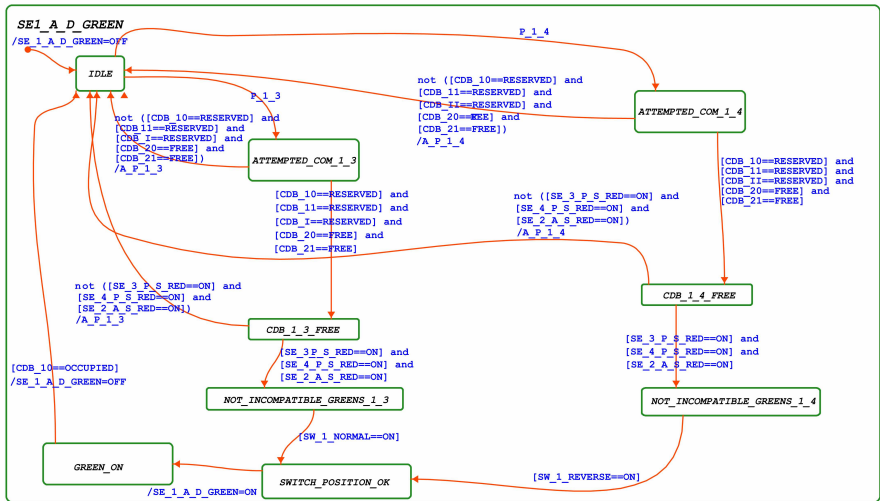 SE1_A_D_GREEN
/SE_1_A_D_GREEN=OFF
IDLE
P_1_4
P_1_3
not ([CDB_10==RESERVED] and
[CDB_11==RESERVED] and
[CDB_II==RESERVED] and
[CDB_20==FREE] and
[CDB_21==FREE])
/A_P_1_4
ATTEMPTED_COM_1_4
not ([CDB_10==RESERVED] and
[CDB_11==RESERVED] and
[CDB_I==RESERVED] and
[CDB_20==FREE] and
[CDB_21==FREE])
/A_P_1_3
ATTEMPTED_COM_1_3
[CDB_10==RESERVED] and
[CDB_11==RESERVED] and
[CDB_II==RESERVED] and
[CDB_20==FREE] and
[CDB_21==FREE]
[CDB_10==RESERVED] and
[CDB_11==RESERVED] and
[CDB_I==RESERVED] and
[CDB_20==FREE] and
[CDB_21==FREE]
not ([SE_3_P_S_RED==ON] and
[SE_4_P_S_RED==ON] and
[SE_2_A_S_RED==ON])
/A_P_1_4
not ([SE_3_P_S_RED==ON] and
[SE_4_P_S_RED==ON] and
[SE_2_A_S_RED==ON])
/A_P_1_3
CDB_1_4_FREE
CDB_1_3_FREE
[SE_3_P_S_RED==ON] and
[SE_4_P_S_RED==ON] and
[SE_2_A_S_RED==ON]
[SE_3P_S_RED==ON] and
[SE_4_P_S_RED==ON] and
[SE_2_A_S_RED==ON]
[CDB_10==OCCUPIED]
/SE_1_A_D_GREEN=OFF
NOT_INCOMPATIBLE_GREENS_1_3
NOT_INCOMPATIBLE_GREENS_1_4
[SW_1_NORMAL==ON]
GREEN_ON
SWITCH_POSITION_OK
[SW_1_REVERSE==ON]
/SE_1_A_D_GREEN=ON